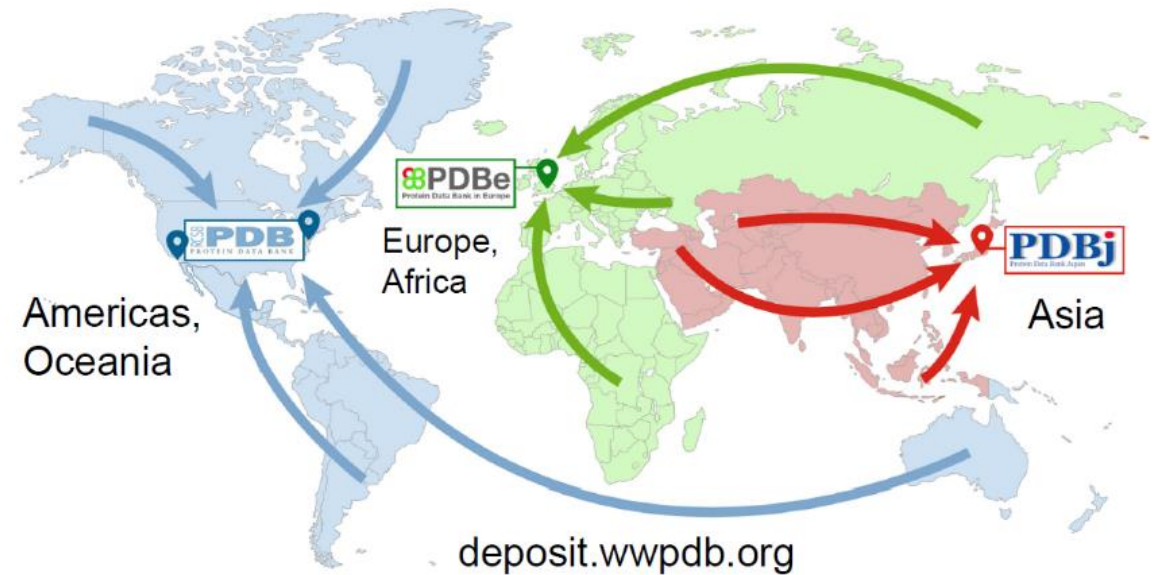 RCSB
PDB
PROTEIN DATA BANK
PDBe
Protein Data Bank in Europe
Europe,
Africa
PDBj
Protein Data Bank Japan
Americas,
Oceania
Asia
deposit.wwpdb.org